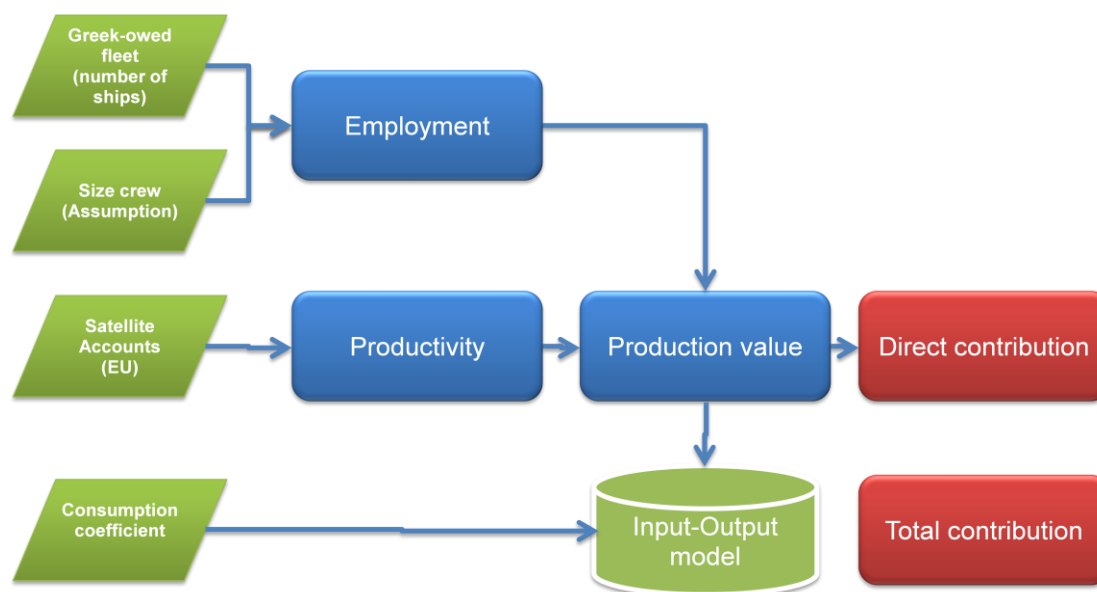 Greek-owed
fleet
(number of
ships)
Employment
Size crew
(Assumption)
Satellite
Accounts
(EU)
Productivity
Production value
Direct contribution
Consumption
coefficient
Input-Output
model
Total contribution